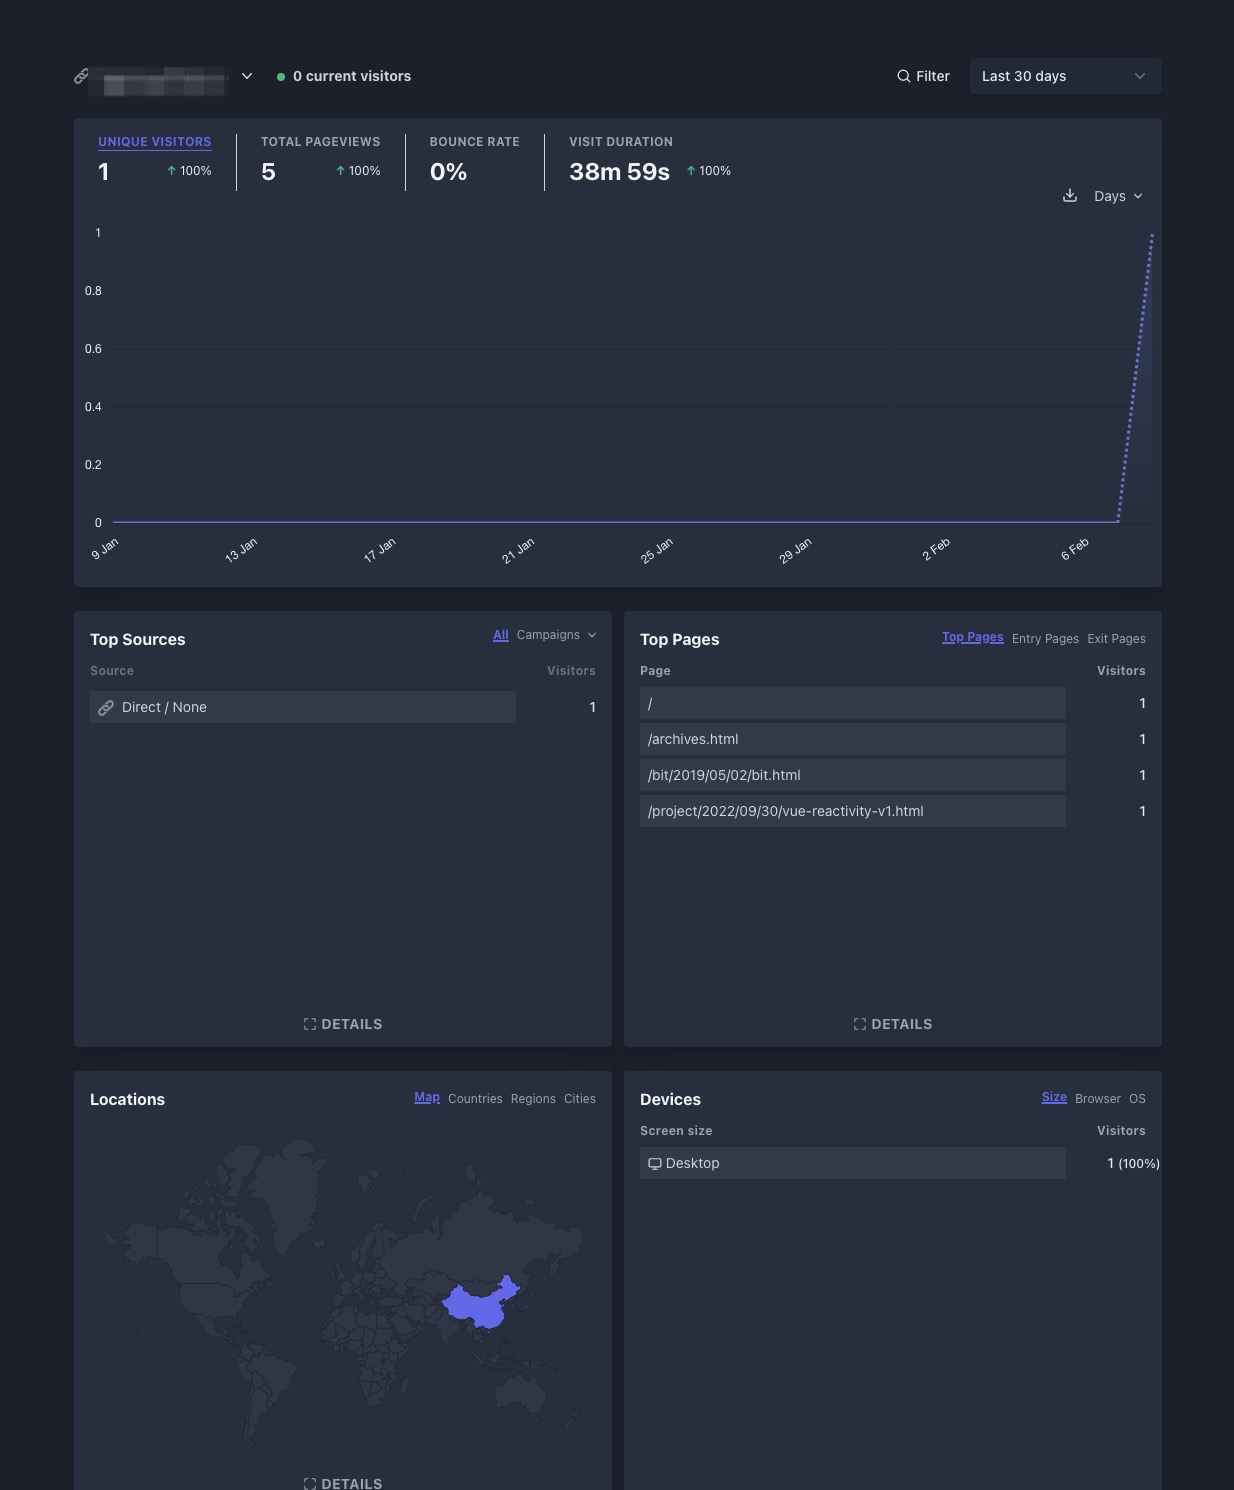 0 current visitors
Filter
Last 30 days
UNIQUE VISITORS
1
↑ 100%
TOTAL PAGEVIEWS
5
↑ 100%
BOUNCE RATE
0%
VISIT DURATION
38m 59s
↑ 100%
Days
1
0.8
0.6
0.4
0.2
0
9 Jan
13 Jan
17 Jan
21 Jan
25 Jan
29 Jan
2 Feb
6 Feb
Top Sources
All Campaigns
Source Visitors
Direct / None 1
DETAILS
Top Pages
Top Pages Entry Pages Exit Pages
Page Visitors
/ 1
/archives.html 1
/bit/2019/05/02/bit.html 1
/project/2022/09/30/vue-reactivity-v1.html 1
DETAILS
Locations
Map Countries Regions Cities
DETAILS
Devices
Size Browser OS
Screen size Visitors
Desktop 1 (100%)